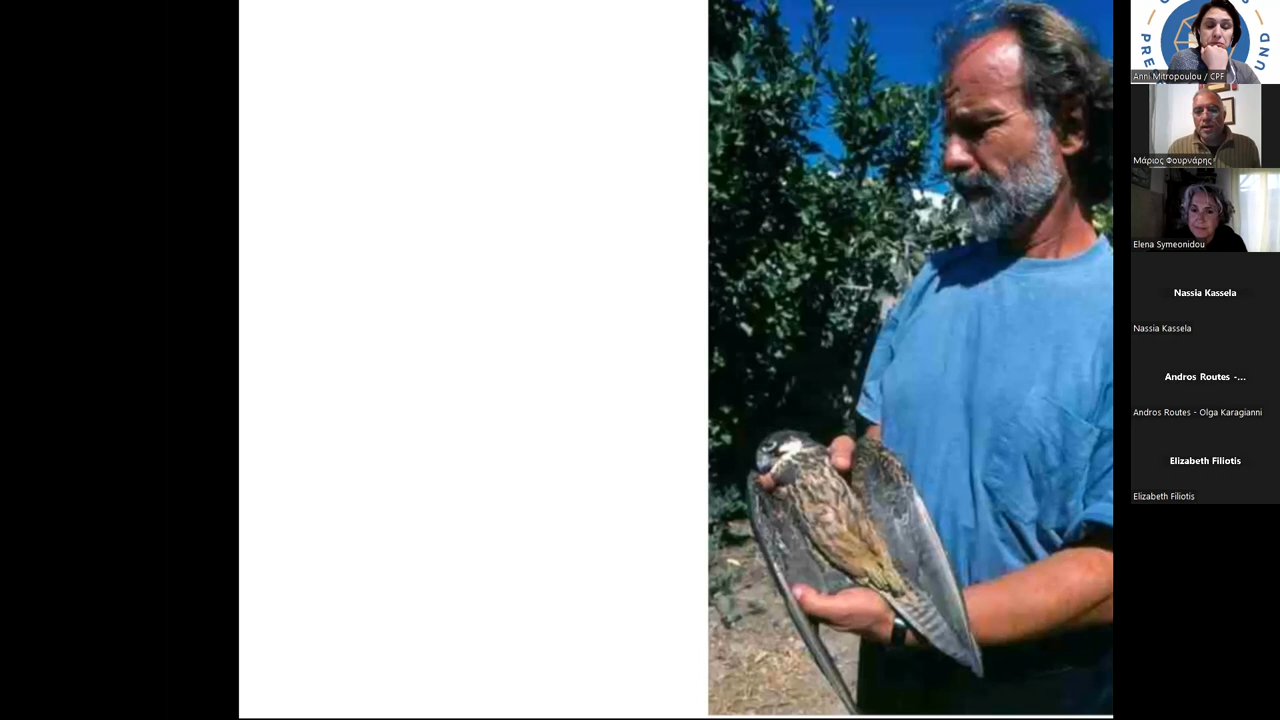 PRE
UND
Anni Mitropoulou / CPF
Μάριος Φουρνάρης
Elena Symeonidou
Nassia Kassela
Nassia Kassela
Andros Routes -...
Andros Routes - Olga Karagianni
Elizabeth Filiotis
Elizabeth Filiotis